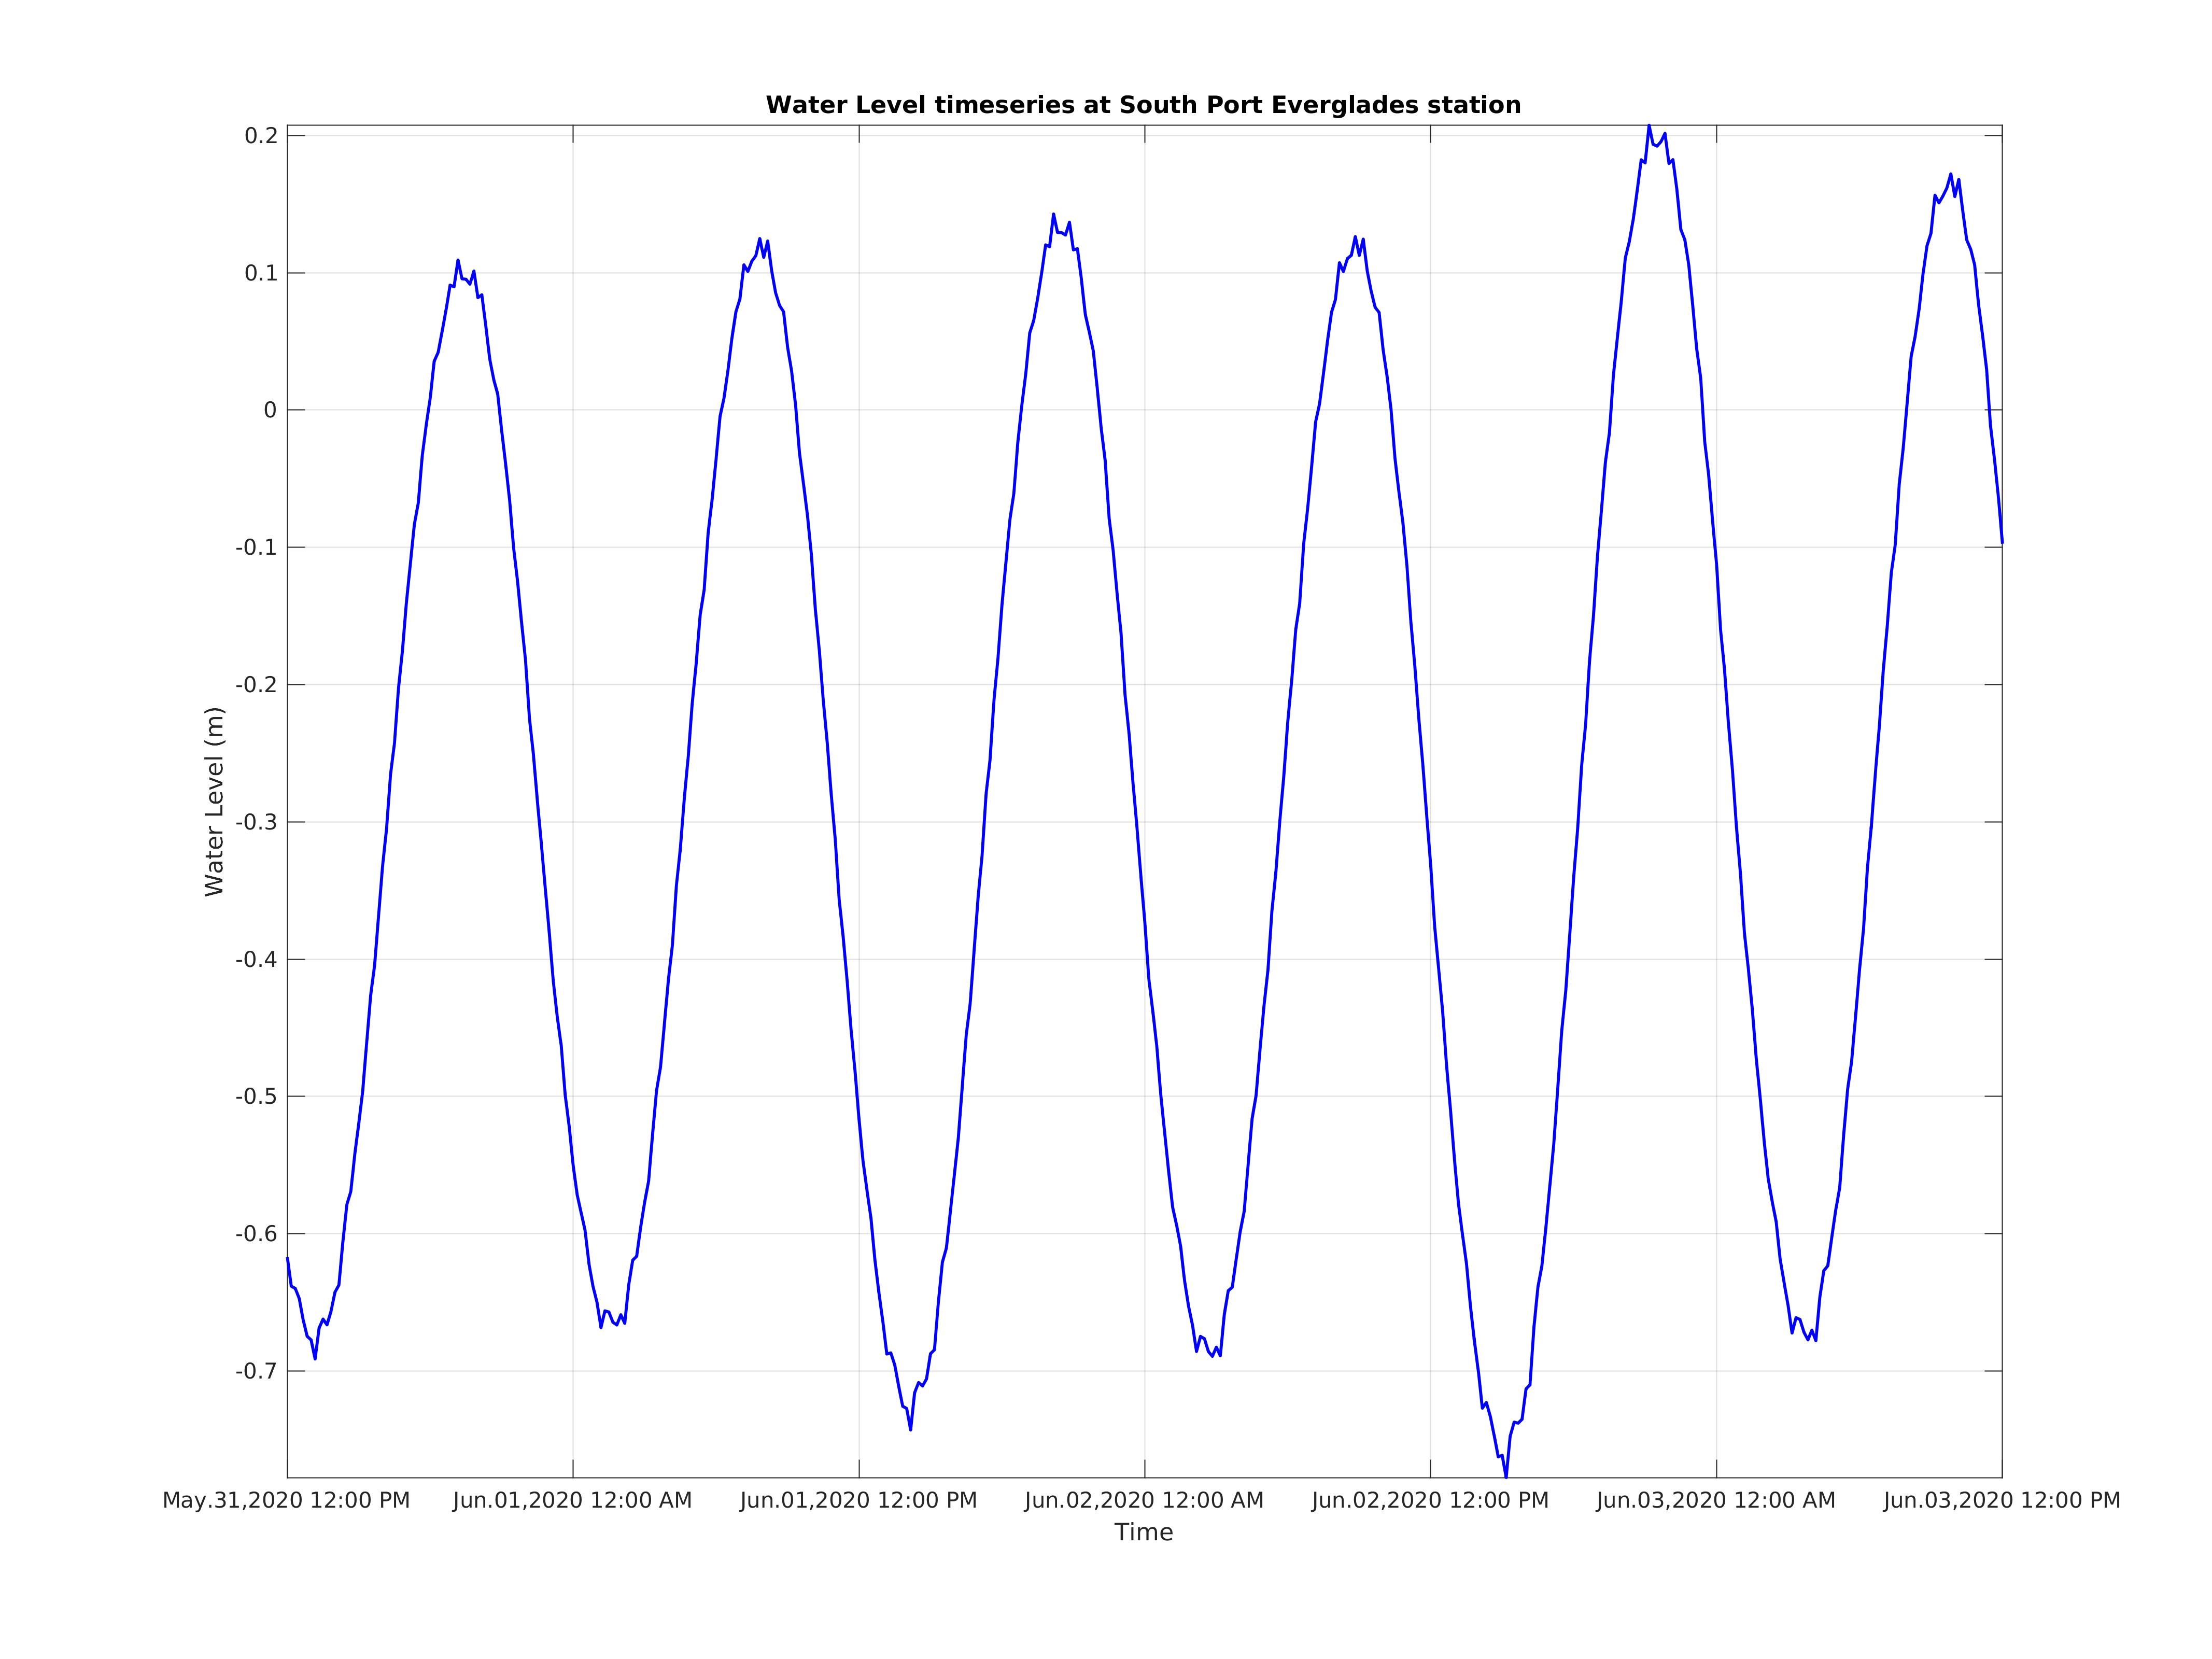 Water Level timeseries at South Port Everglades station
0.2
0.1
0
-0.1
-0.2
-0.3
-0.4
-0.5
-0.6
-0.7
Water Level (m)
May.31,2020 12:00 PM
Jun.01,2020 12:00 AM
Jun.01,2020 12:00 PM
Jun.02,2020 12:00 AM
Jun.02,2020 12:00 PM
Jun.03,2020 12:00 AM
Jun.03,2020 12:00 PM
Time